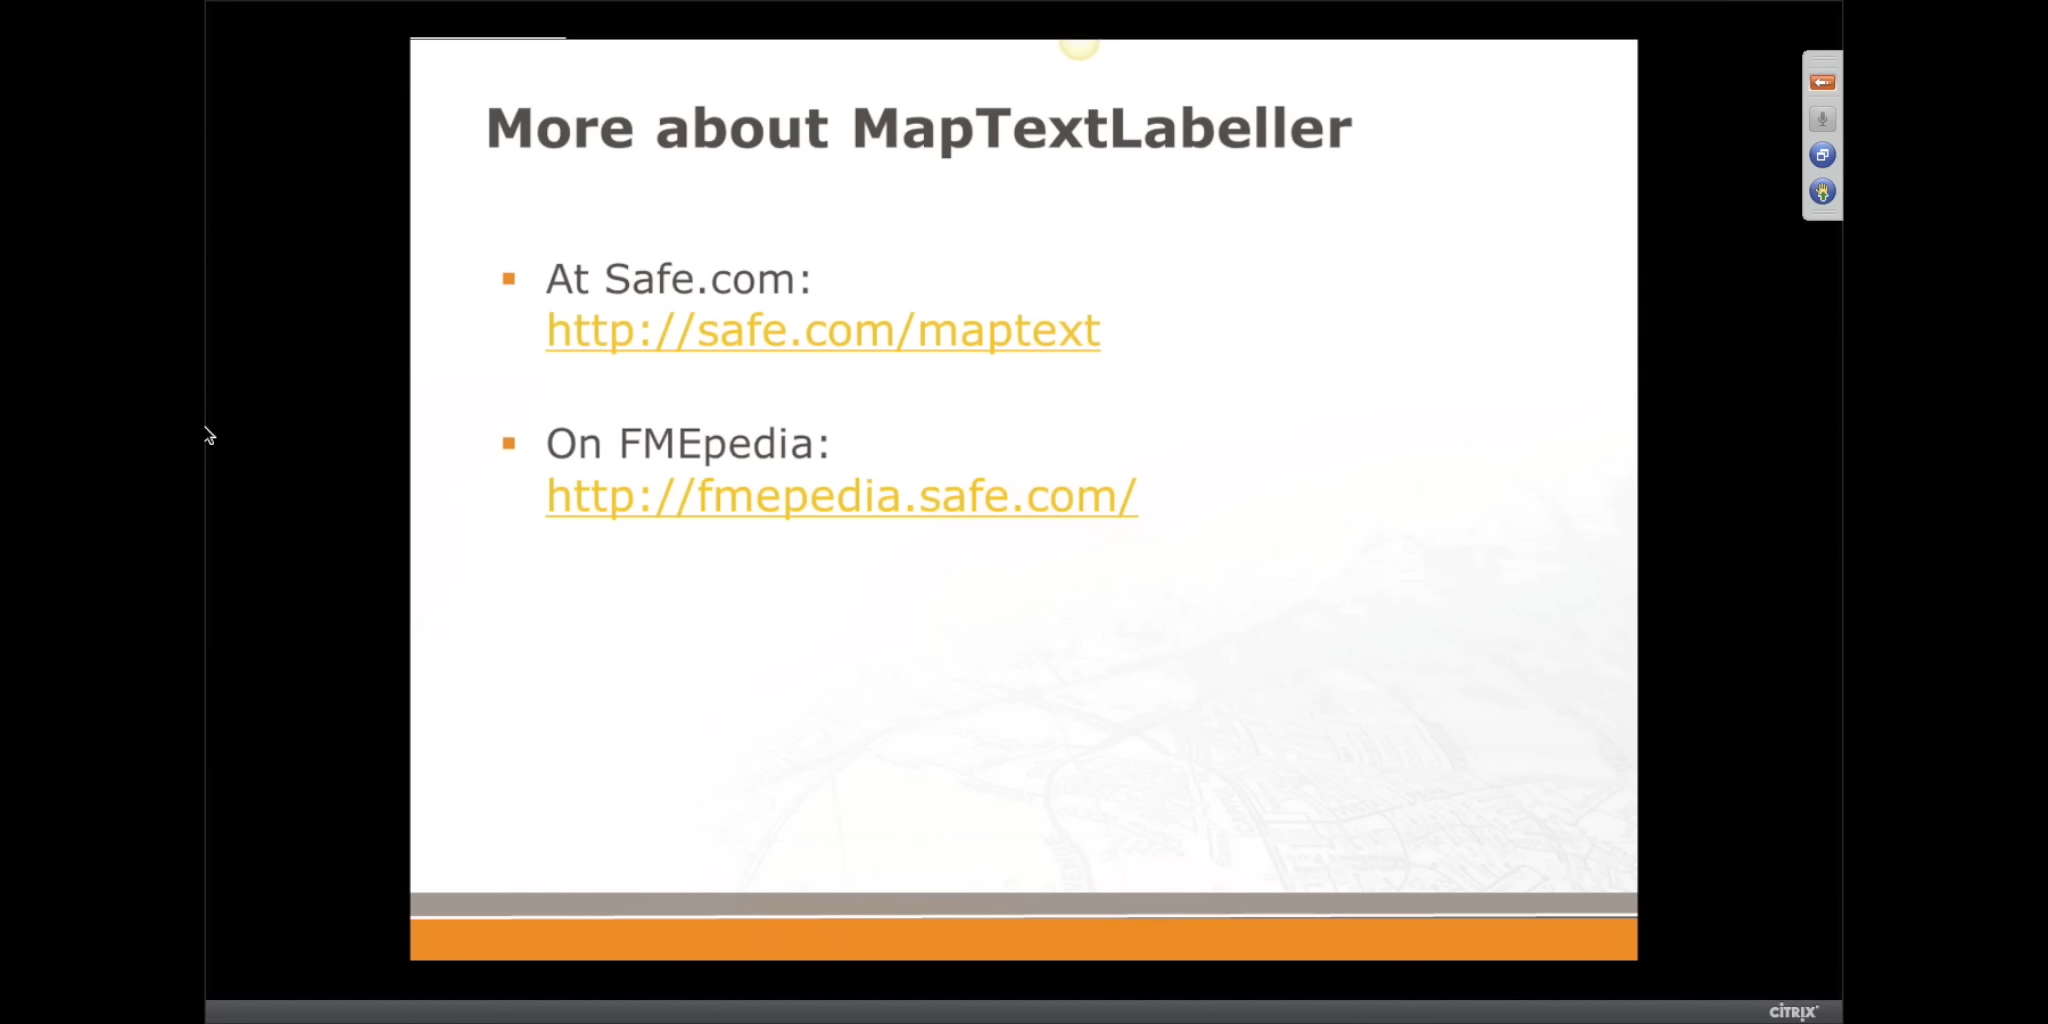 More about MapTextLabeller
At Safe.com:
http://safe.com/maptext
On FMEpedia:
http://fmepedia.safe.com/
CITRIX